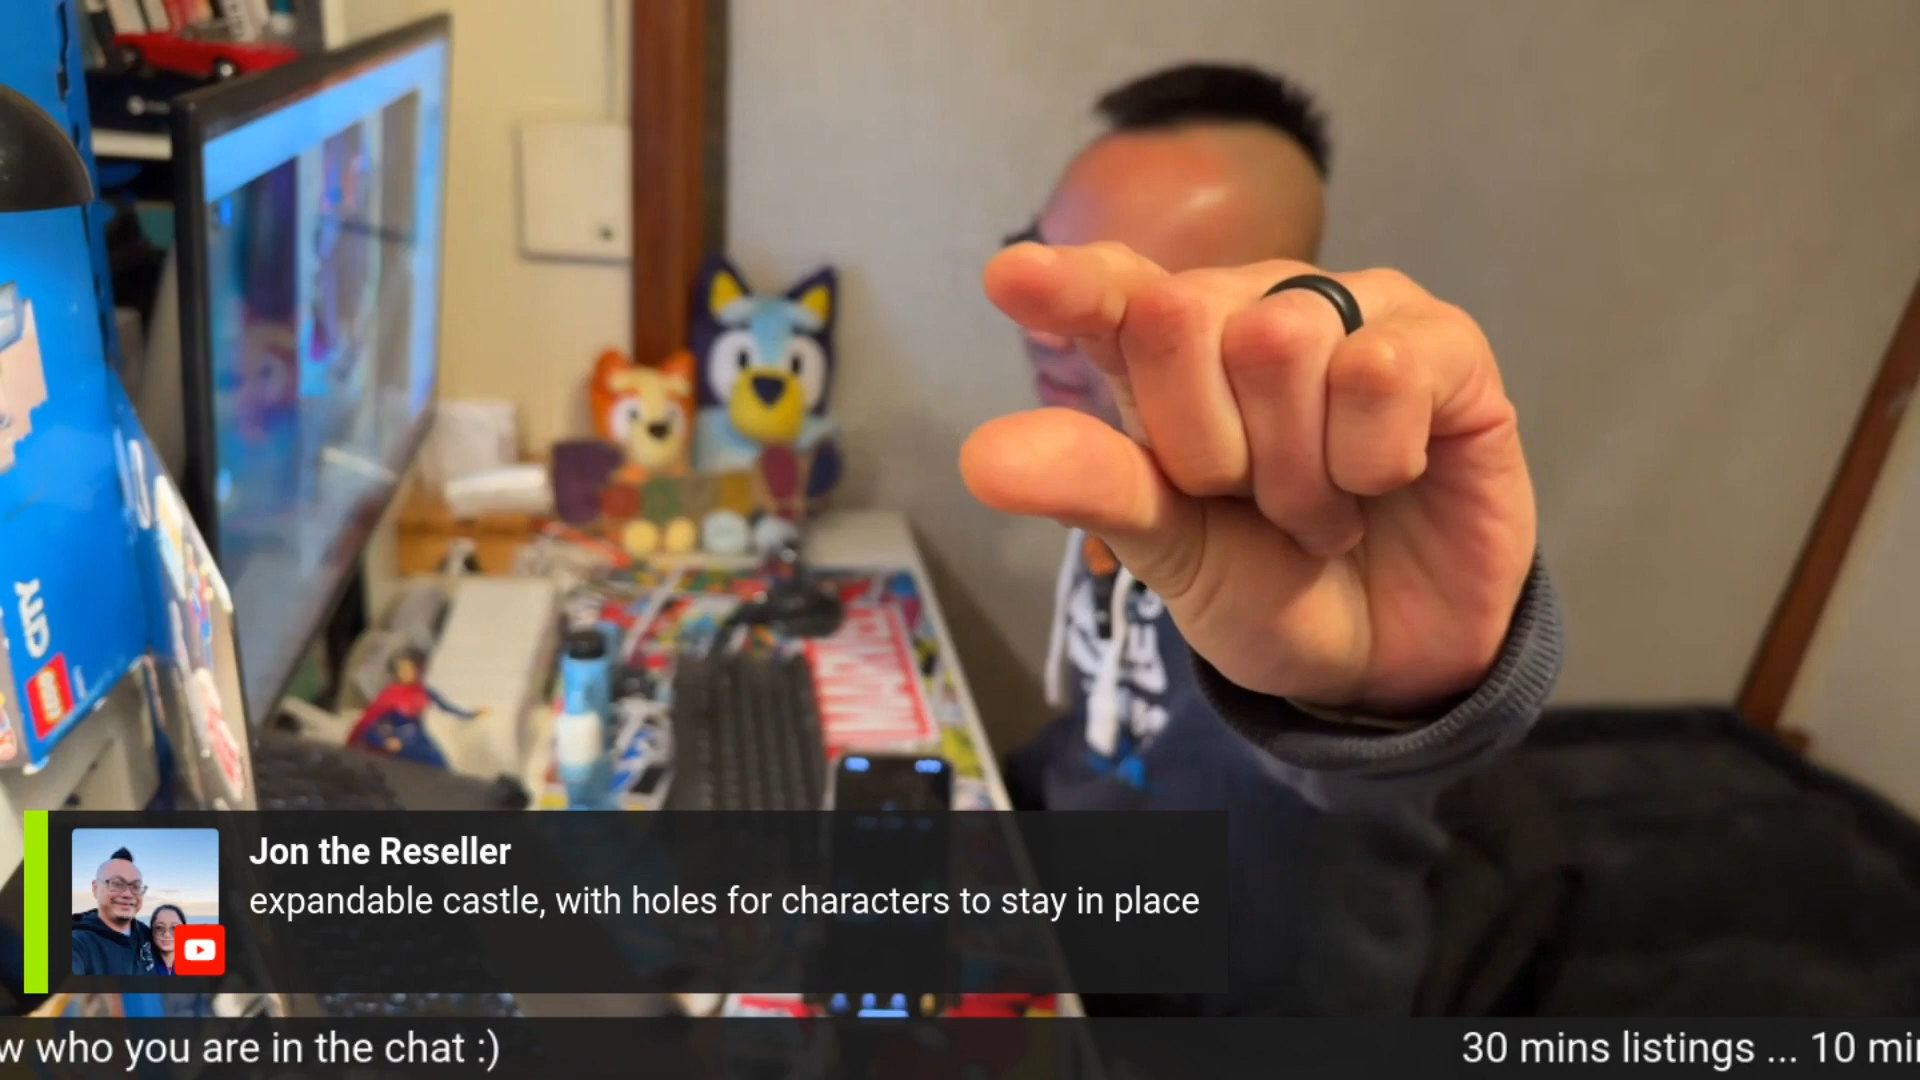 CITY
LEGO
MARVEL
Jon the Reseller
expandable castle, with holes for characters to stay in place
w who you are in the chat :)
30 mins listings ... 10 mi